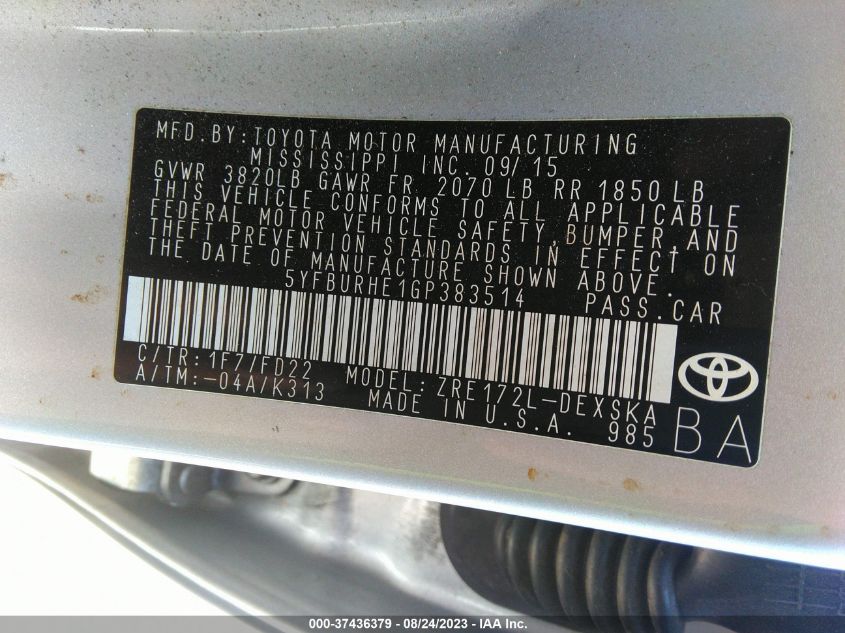 MFD.BY:TOYOTA MOTOR MANUFACTURING
MISSISSIPPI INC. 09/15
GVWR 3820LB GAWR FR 2070 LB RR 1850 LB
THIS VEHICLE CONFORMS TO ALL APPLICABLE
FEDERAL MOTOR VEHICLE SAFETY,BUMPER,AND
THEFT PREVENTION STANDARDS IN EFFECT ON
THE DATE OF MANUFACTURE SHOWN ABOVE.
5YFBURHE1GP383514 PASS.CAR
C/TR:1F7/FD22 MODEL:ZRE172L-DEXSKA
A/TM:-04A/K313 MADE IN U.S.A. 985
BA
000-37436379 - 08/24/2023 - IAA Inc.